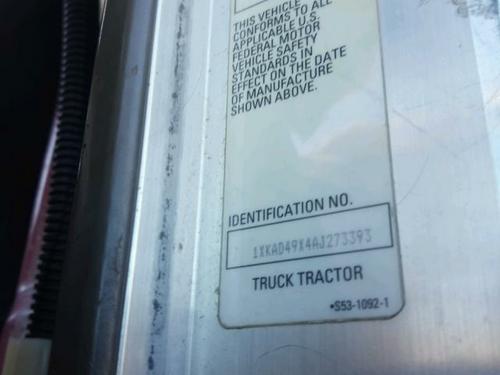 THIS VEHICLE
CONFORMS TO ALL
APPLICABLE U.S.
FEDERAL MOTOR
VEHICLE SAFETY
STANDARDS IN
EFFECT ON THE DATE
OF MANUFACTURE
SHOWN ABOVE.
IDENTIFICATION NO.
1XKAD49X4AJ273393
TRUCK TRACTOR
•S53-1092-1